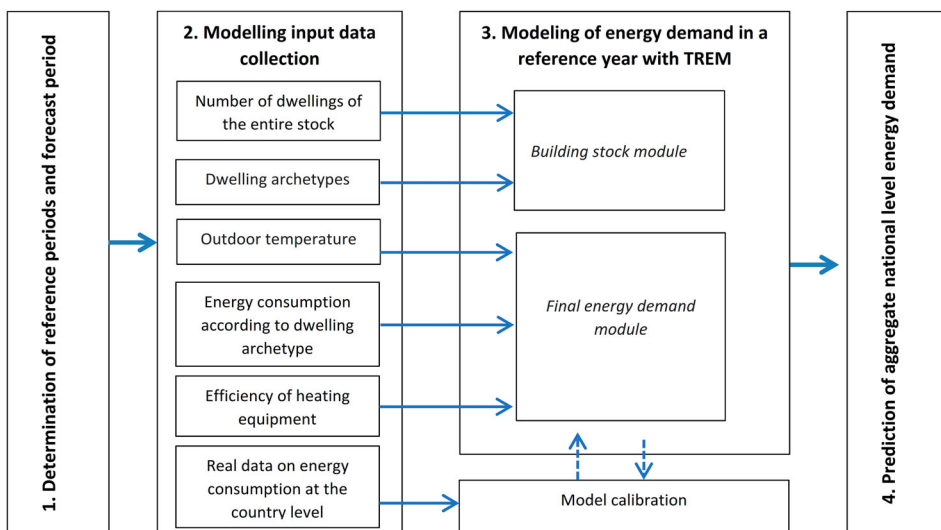 1. Determination of reference periods and forecast period
2. Modelling input data
collection
Number of dwellings of
the entire stock
Dwelling archetypes
Outdoor temperature
Energy consumption
according to dwelling
archetype
Efficiency of heating
equipment
Real data on energy
consumption at the
country level
3. Modeling of energy demand in a
reference year with TREM
Building stock module
Final energy demand
module
Model calibration
4. Prediction of aggregate national level energy demand